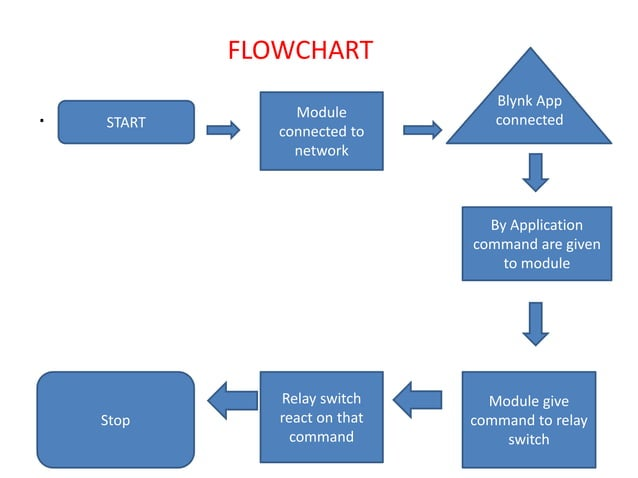 FLOWCHART
START
Module
connected to
network
Blynk App
connected
By Application
command are given
to module
Module give
command to relay
switch
Relay switch
react on that
command
Stop